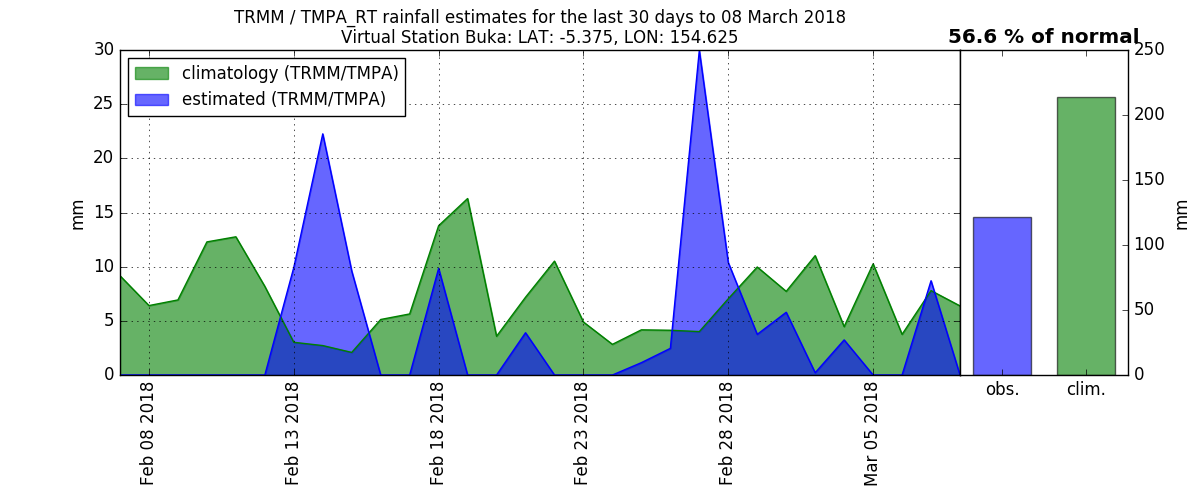 TRMM / TMPA_RT rainfall estimates for the last 30 days to 08 March 2018
Virtual Station Buka: LAT: -5.375, LON: 154.625
56.6 % of normal
climatology (TRMM/TMPA)
estimated (TRMM/TMPA)
mm
30
25
20
15
10
5
0
Feb 08 2018
Feb 13 2018
Feb 18 2018
Feb 23 2018
Feb 28 2018
Mar 05 2018
obs.
clim.
250
200
150
100
50
0
mm